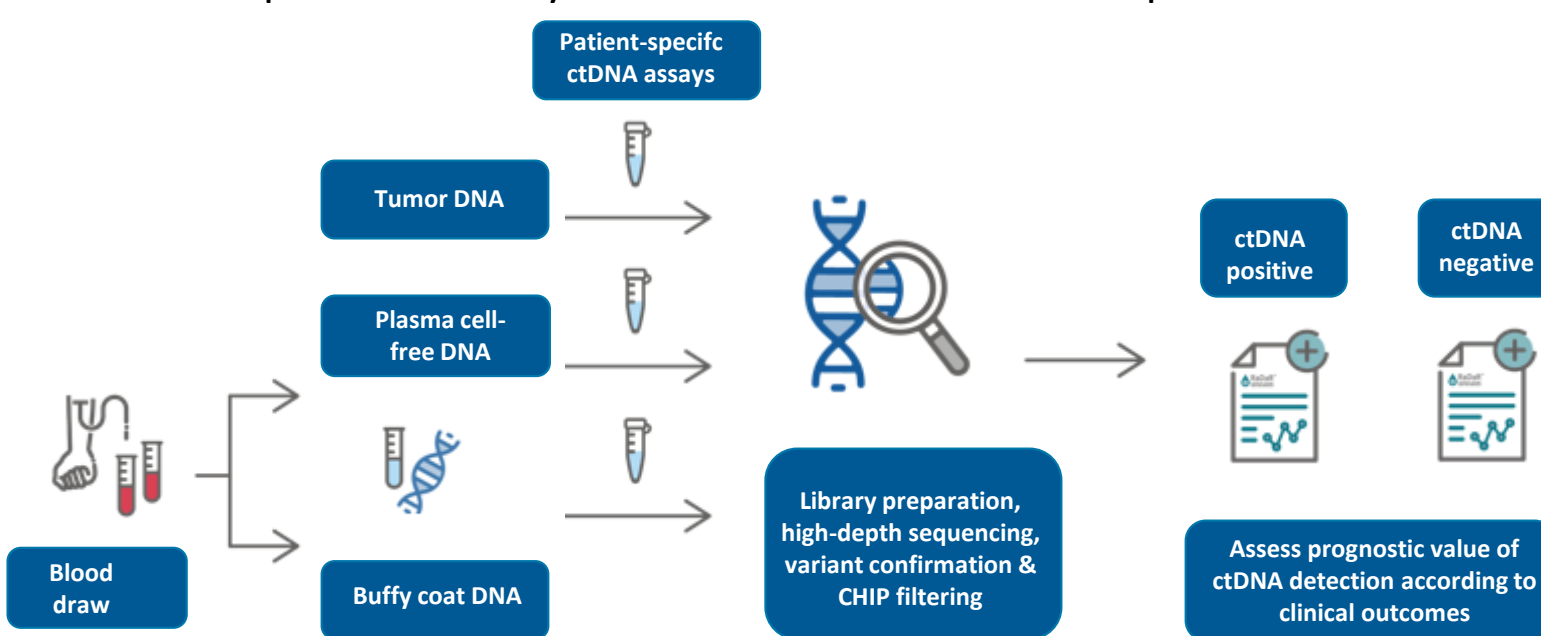 Patient-specifc
ctDNA assays
Tumor DNA
Plasma cell-
free DNA
Blood
draw
Buffy coat DNA
Library preparation,
high-depth sequencing,
variant confirmation &
CHIP filtering
ctDNA
positive
ctDNA
negative
RaDaR
RaDaR
Assess prognostic value of
ctDNA detection according to
clinical outcomes